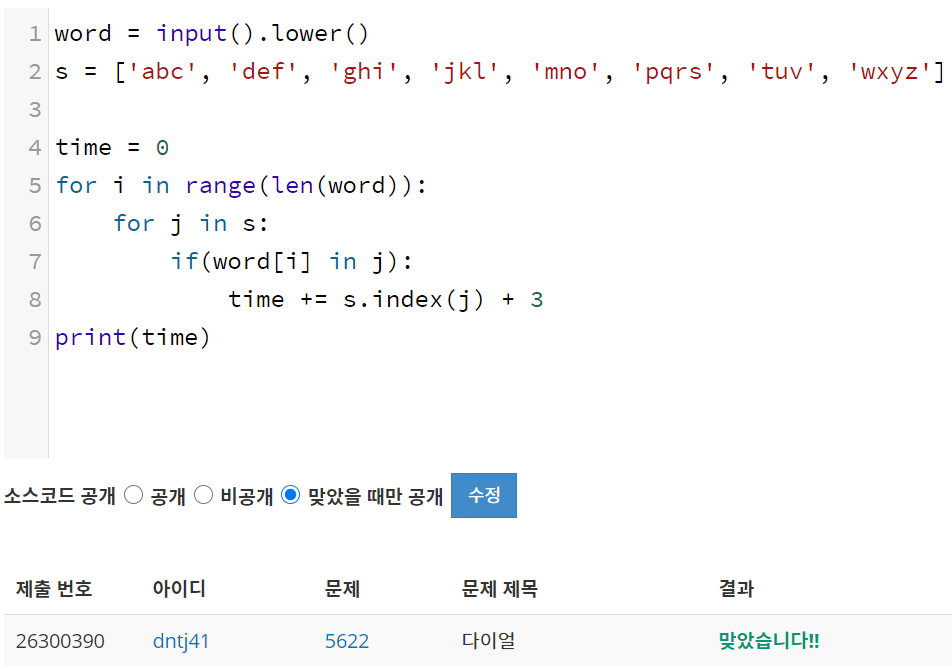 1 word = input().lower()
2 s = ['abc', 'def', 'ghi', 'jkl', 'mno', 'pqrs', 'tuv', 'wxyz']
3
4 time = 0
5 for i in range(len(word)):
6     for j in s:
7         if(word[i] in j):
8             time += s.index(j) + 3
9 print(time)
소스코드 공개 공개 비공개 맞았을 때만 공개 수정
제출 번호 아이디 문제 문제 제목 결과
26300390 dntj41 5622 다이얼 맞았습니다!!